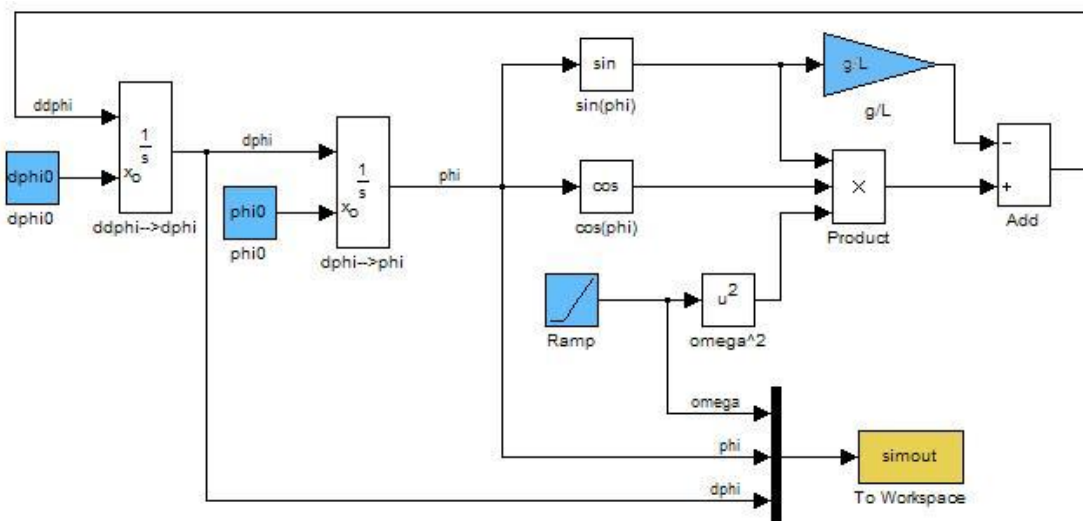 ddphi
dphi0
dphi0
1
s
xo
ddphi-->dphi
dphi
phi0
phi0
1
s
xo
dphi-->phi
phi
sin
sin(phi)
cos
cos(phi)
g/L
g/L
×
Product
−
+
Add
Ramp
u²
omega^2
omega
phi
dphi
simout
To Workspace